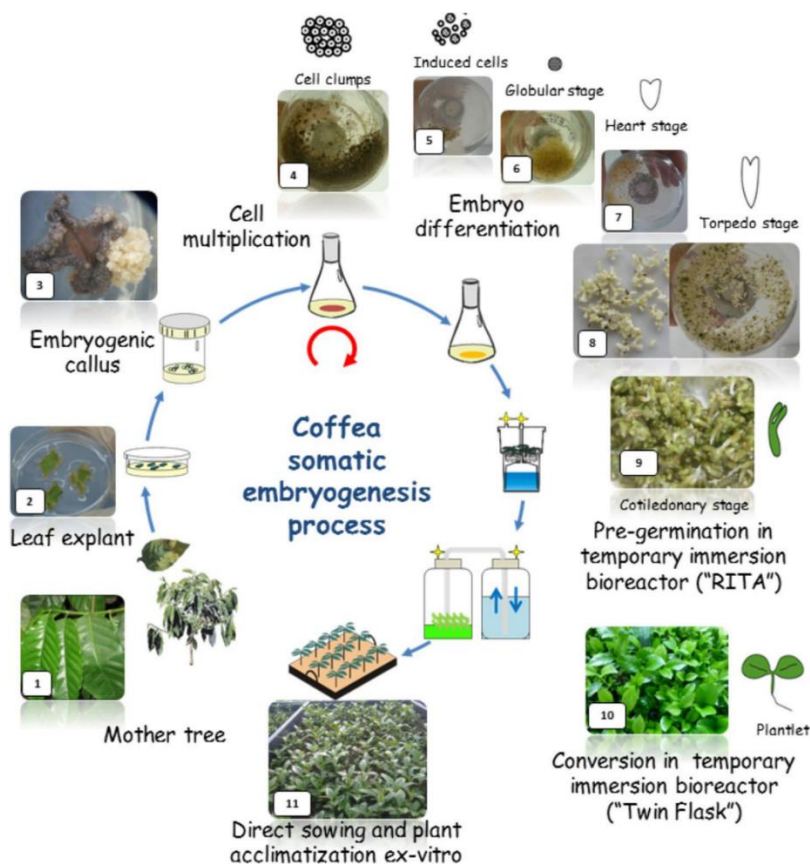 Coffea
somatic
embryogenesis
process
1
Mother tree
2
Leaf explant
3
Embryogenic
callus
Cell clumps
4
Cell
multiplication
Induced cells
5
Globular stage
6
Heart stage
7
Embryo
differentiation
Torpedo stage
8
9
Cotiledonary stage
Pre-germination in
temporary immersion
bioreactor ("RITA")
10
Plantlet
Conversion in temporary
immersion bioreactor
("Twin Flask")
11
Direct sowing and plant
acclimatization ex-vitro